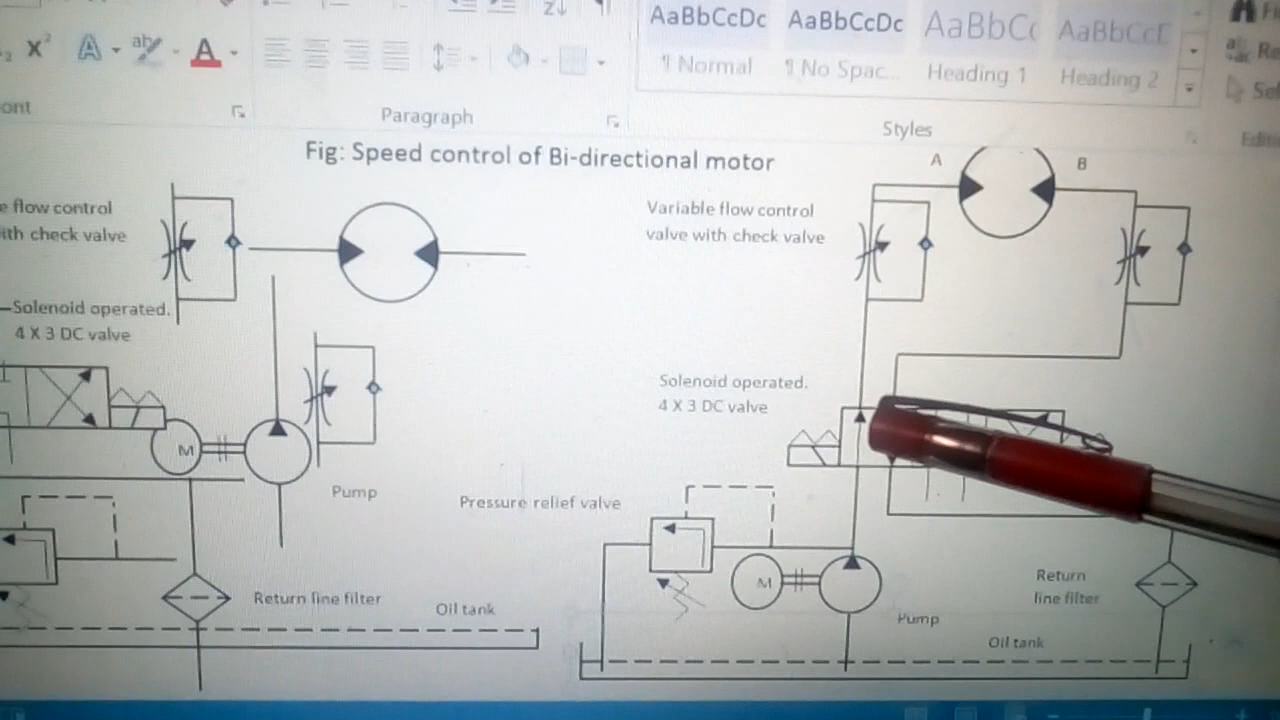 AaBbCcDc AaBbCcDc AaBbC AaBbCc
¶ Normal ¶ No Spac... Heading 1 Heading 2
Paragraph
Styles
Fig: Speed control of Bi-directional motor
A
B
flow control
with check valve
Variable flow control
valve with check valve
Solenoid operated.
4 X 3 DC valve
Solenoid operated.
4 X 3 DC valve
M
Pump
Pressure relief valve
M
Pump
Return line filter
Oil tank
Return
line filter
Oil tank